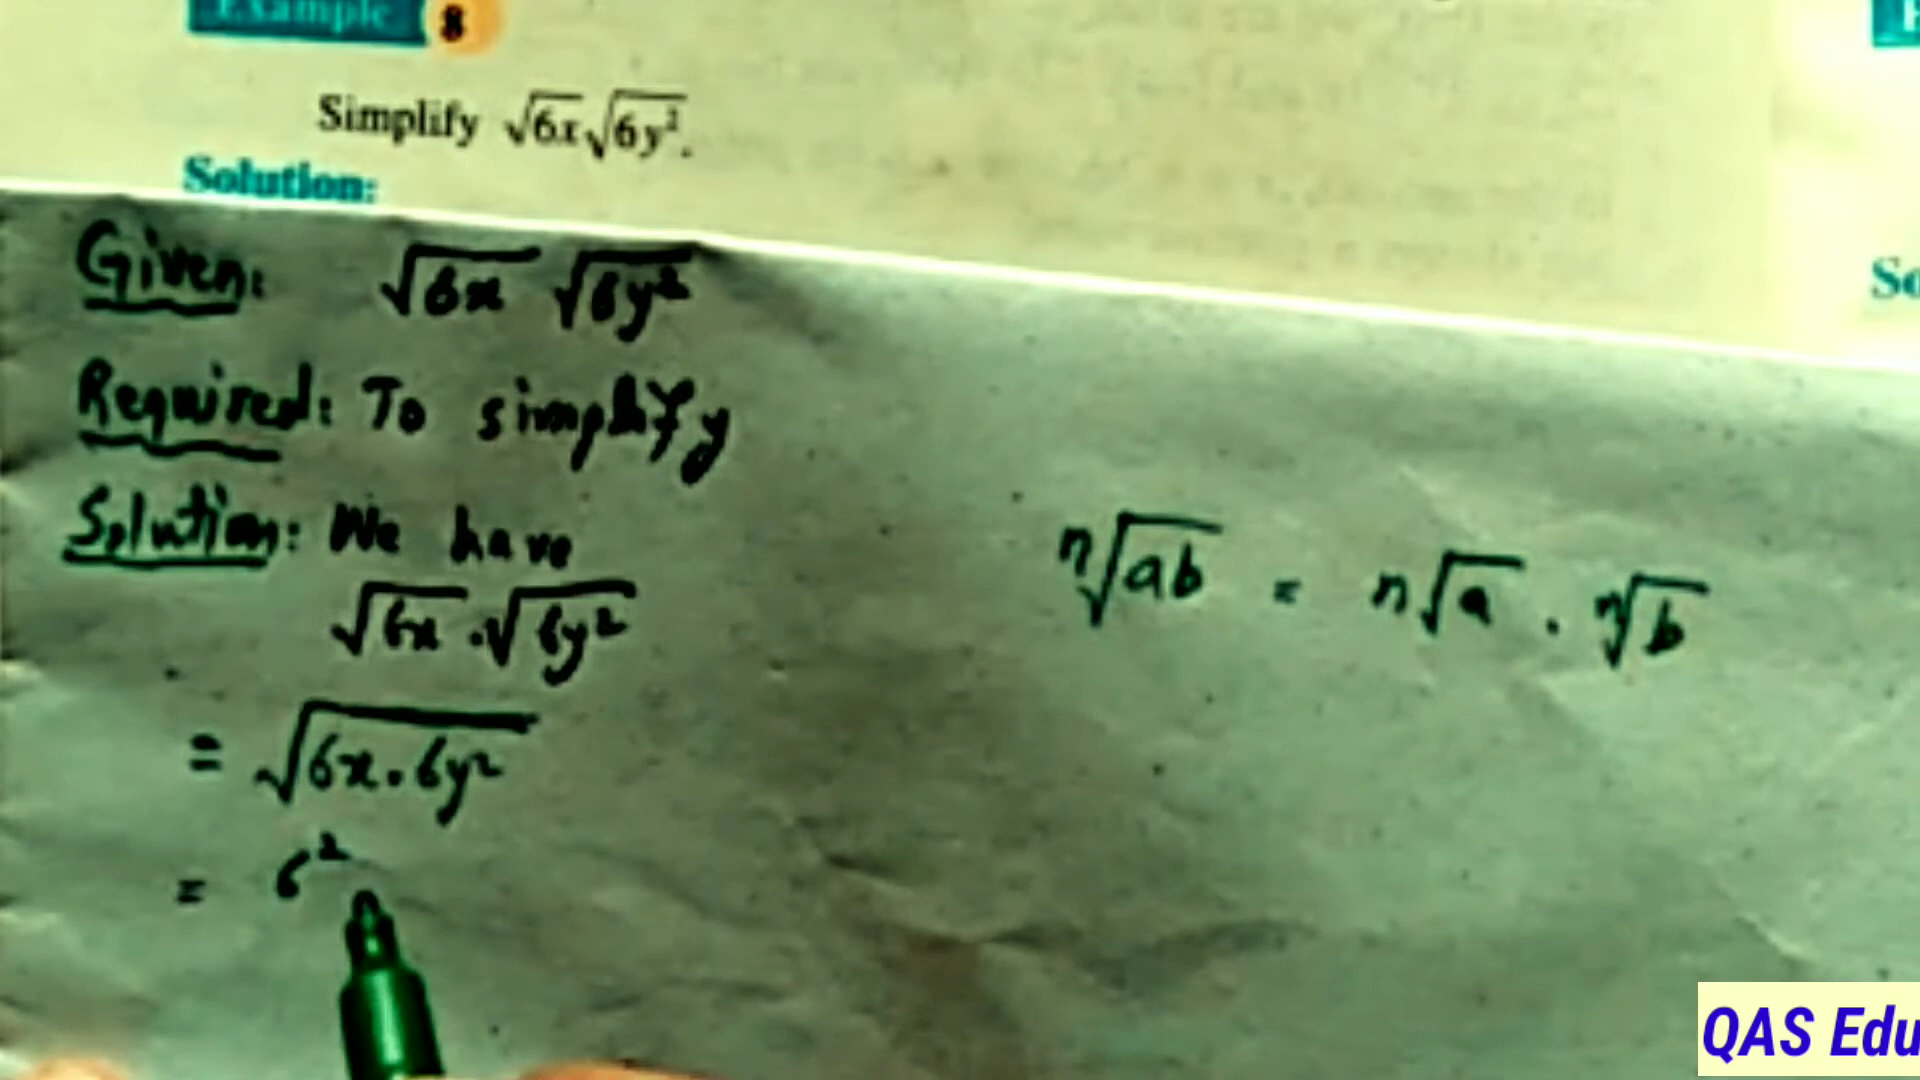 Example 8
Simplify √6x √6y².
Solution:
Given: √6x √6y²
Required: To simplify
Solution: We have
√6x . √6y²
ⁿ√ab = ⁿ√a . ⁿ√b
= √6x . 6y²
= 6²
So
QAS Edu